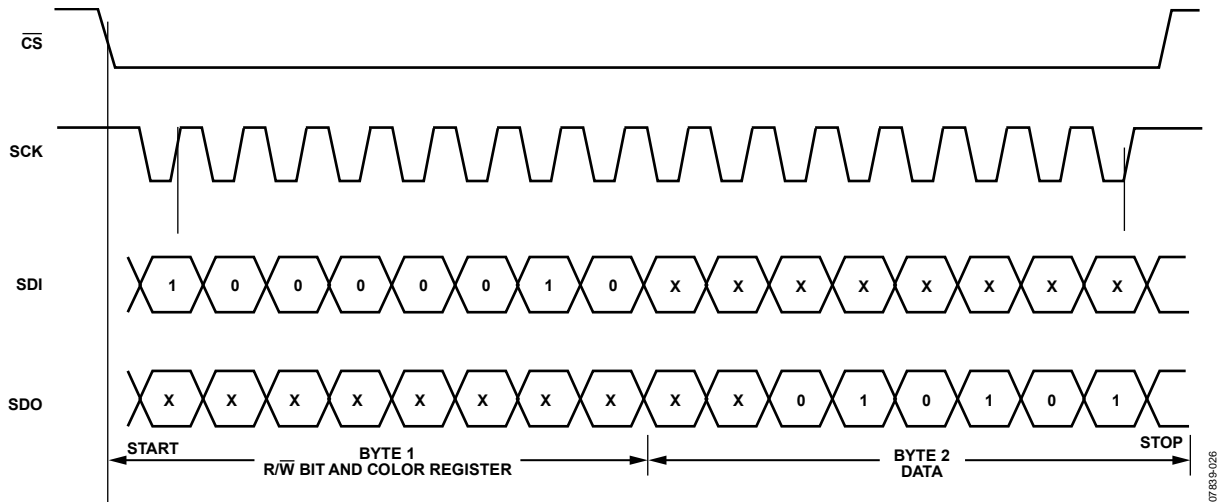 CS
SCK
SDI 1 0 0 0 0 0 1 0 X X X X X X X X
SDO X X X X X X X X X X 0 1 0 1 0 1
START STOP
BYTE 1 BYTE 2
R/W BIT AND COLOR REGISTER DATA
07839-026